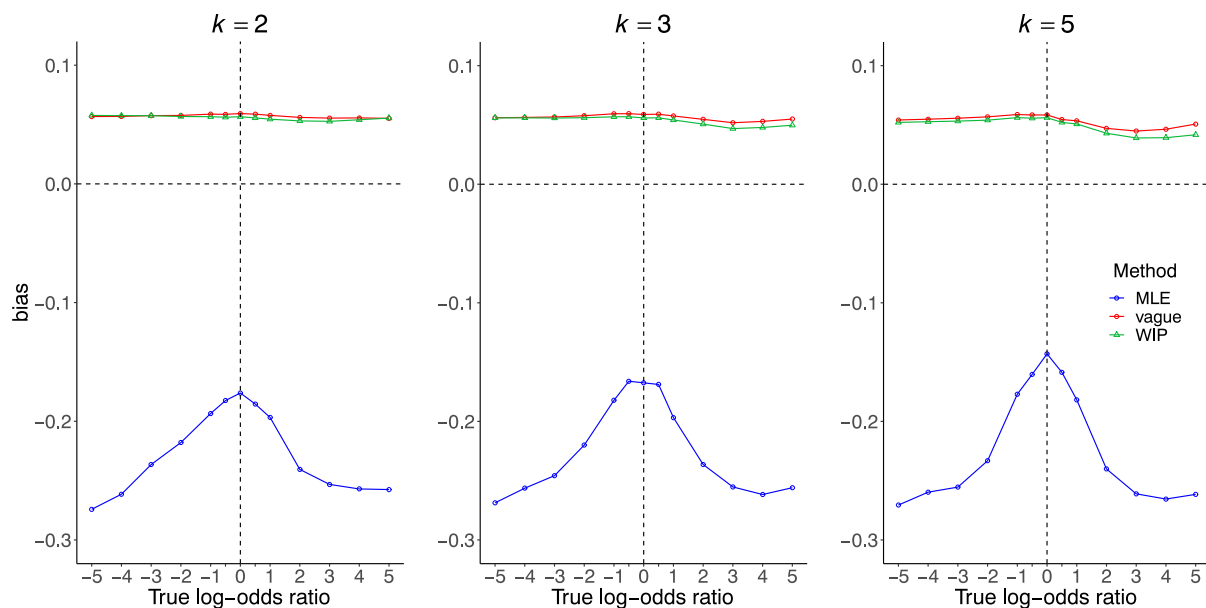 k = 2
k = 3
k = 5
bias
0.1
0.0
−0.1
−0.2
−0.3
−5 −4 −3 −2 −1 0 1 2 3 4 5
True log−odds ratio
0.1
0.0
−0.1
−0.2
−0.3
−5 −4 −3 −2 −1 0 1 2 3 4 5
True log−odds ratio
0.1
0.0
−0.1
−0.2
−0.3
−5 −4 −3 −2 −1 0 1 2 3 4 5
True log−odds ratio
Method
MLE
vague
WIP